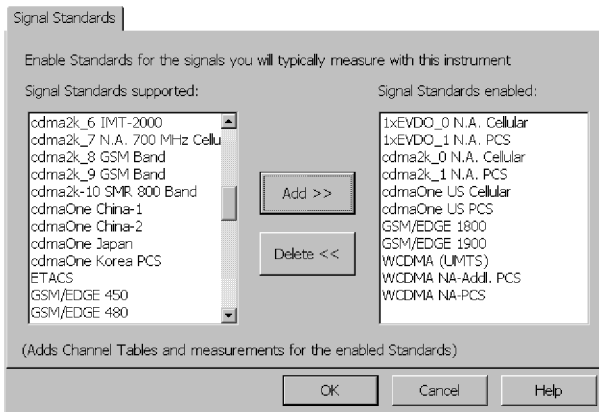 Signal Standards
Enable Standards for the signals you will typically measure with this instrument
Signal Standards supported:
cdma2k_6 IMT-2000
cdma2k_7 N.A. 700 MHz Cellu
cdma2k_8 GSM Band
cdma2k_9 GSM Band
cdma2k-10 SMR 800 Band
cdmaOne China-1
cdmaOne China-2
cdmaOne Japan
cdmaOne Korea PCS
ETACS
GSM/EDGE 450
GSM/EDGE 480
Add >>
Delete <<
Signal Standards enabled:
1xEVDO_0 N.A. Cellular
1xEVDO_1 N.A. PCS
cdma2k_0 N.A. Cellular
cdma2k_1 N.A. PCS
cdmaOne US Cellular
cdmaOne US PCS
GSM/EDGE 1800
GSM/EDGE 1900
WCDMA (UMTS)
WCDMA NA-Addl. PCS
WCDMA NA-PCS
(Adds Channel Tables and measurements for the enabled Standards)
OK
Cancel
Help